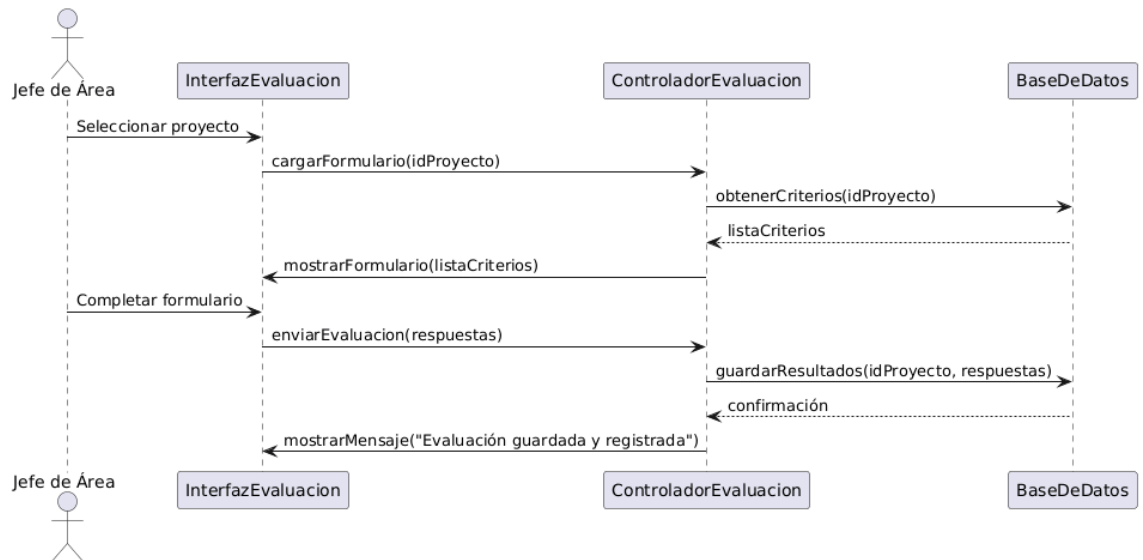 Jefe de Área
InterfazEvaluacion
ControladorEvaluacion
BaseDeDatos
Seleccionar proyecto
cargarFormulario(idProyecto)
obtenerCriterios(idProyecto)
listaCriterios
mostrarFormulario(listaCriterios)
Completar formulario
enviarEvaluacion(respuestas)
guardarResultados(idProyecto, respuestas)
confirmación
mostrarMensaje("Evaluación guardada y registrada")
Jefe de Área
InterfazEvaluacion
ControladorEvaluacion
BaseDeDatos